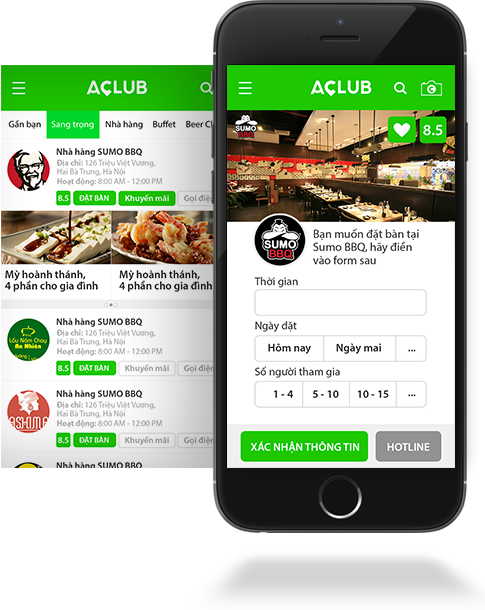 AÇLUB
Gần bạn
Sang trọng
Nhà hàng
Buffet
Beer Cl
Nhà hàng SUMO BBQ
Địa chỉ: 126 Triệu Việt Vương,
Hai Bà Trưng, Hà Nội
Hoạt động: 8:00 AM - 12:00 PM
8.5
ĐẶT BÀN
Khuyến mãi
Gọi điện
Mỳ hoành thánh,
4 phần cho gia đình
Mỳ hoành thánh,
4 phần cho gia đình
Lẩu Nấm Chay
An Nhiên
Nhà hàng SUMO BBQ
Địa chỉ: 126 Triệu Việt Vương,
Hai Bà Trưng, Hà Nội
Hoạt động: 8:00 AM - 12:00 PM
8.5
ĐẶT BÀN
Khuyến mãi
Gọi điện
ASHIMA
Nhà hàng SUMO BBQ
Địa chỉ: 126 Triệu Việt Vương,
Hai Bà Trưng, Hà Nội
Hoạt động: 8:00 AM - 12:00 PM
8.5
ĐẶT BÀN
Khuyến mãi
Gọi điện
Nhà hàng SUMO BBQ
AÇLUB
SUMO
BBQ
8.5
SUMO
BBQ
Bạn muốn đặt bàn tại
Sumo BBQ, hãy điền
vào form sau
Thời gian
Ngày đặt
Hôm nay
Ngày mai
...
Số người tham gia
1 - 4
5 - 10
10 - 15
...
XÁC NHẬN THÔNG TIN
HOTLINE